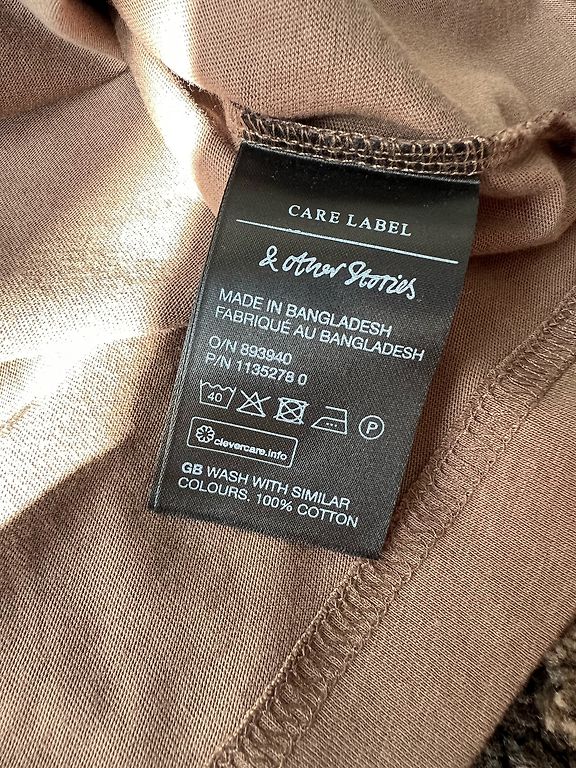 CARE LABEL
& other Stories
MADE IN BANGLADESH
FABRIQUÉ AU BANGLADESH
O/N 893940
P/N 1135278 0
40 P
clevercare.info
GB WASH WITH SIMILAR
COLOURS. 100% COTTON